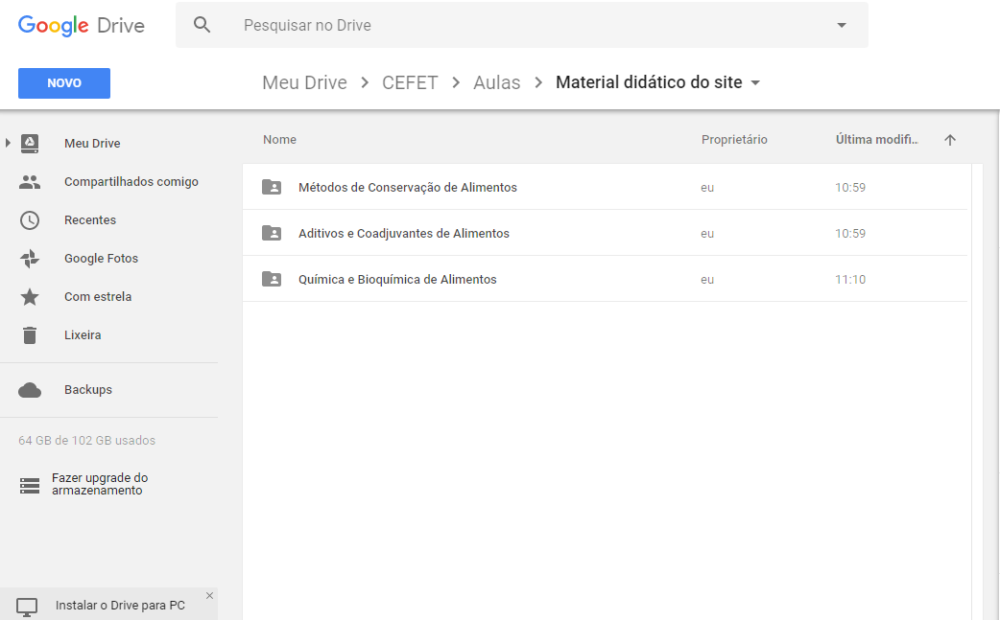 Google Drive
Pesquisar no Drive
NOVO
Meu Drive > CEFET > Aulas > Material didático do site
Meu Drive
Compartilhados comigo
Recentes
Google Fotos
Com estrela
Lixeira
Backups
64 GB de 102 GB usados
Fazer upgrade do
armazenamento
Instalar o Drive para PC
Nome Proprietário Última modifi...
Métodos de Conservação de Alimentos eu 10:59
Aditivos e Coadjuvantes de Alimentos eu 10:59
Química e Bioquímica de Alimentos eu 11:10